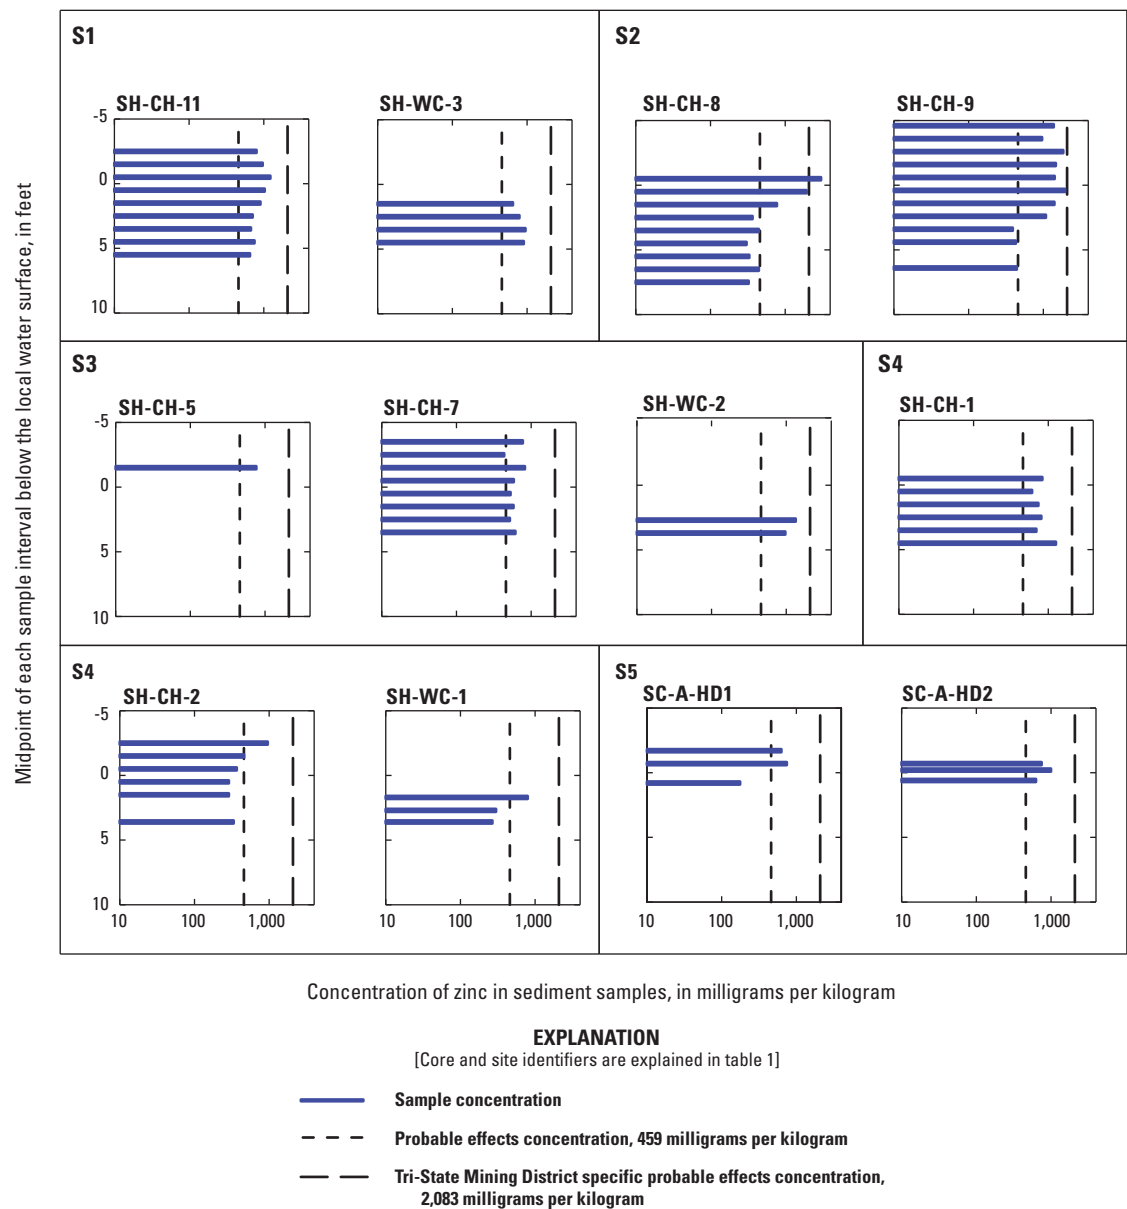 S1
S2
SH-CH-11
SH-WC-3
SH-CH-8
SH-CH-9
-5
0
5
10
S3
S4
SH-CH-5
SH-CH-7
SH-WC-2
SH-CH-1
-5
0
5
10
S4
S5
SH-CH-2
SH-WC-1
SC-A-HD1
SC-A-HD2
-5
0
5
10
10 100 1,000
10 100 1,000
10 100 1,000
10 100 1,000
Midpoint of each sample interval below the local water surface, in feet
Concentration of zinc in sediment samples, in milligrams per kilogram
EXPLANATION
[Core and site identifiers are explained in table 1]
Sample concentration
Probable effects concentration, 459 milligrams per kilogram
Tri-State Mining District specific probable effects concentration,
2,083 milligrams per kilogram